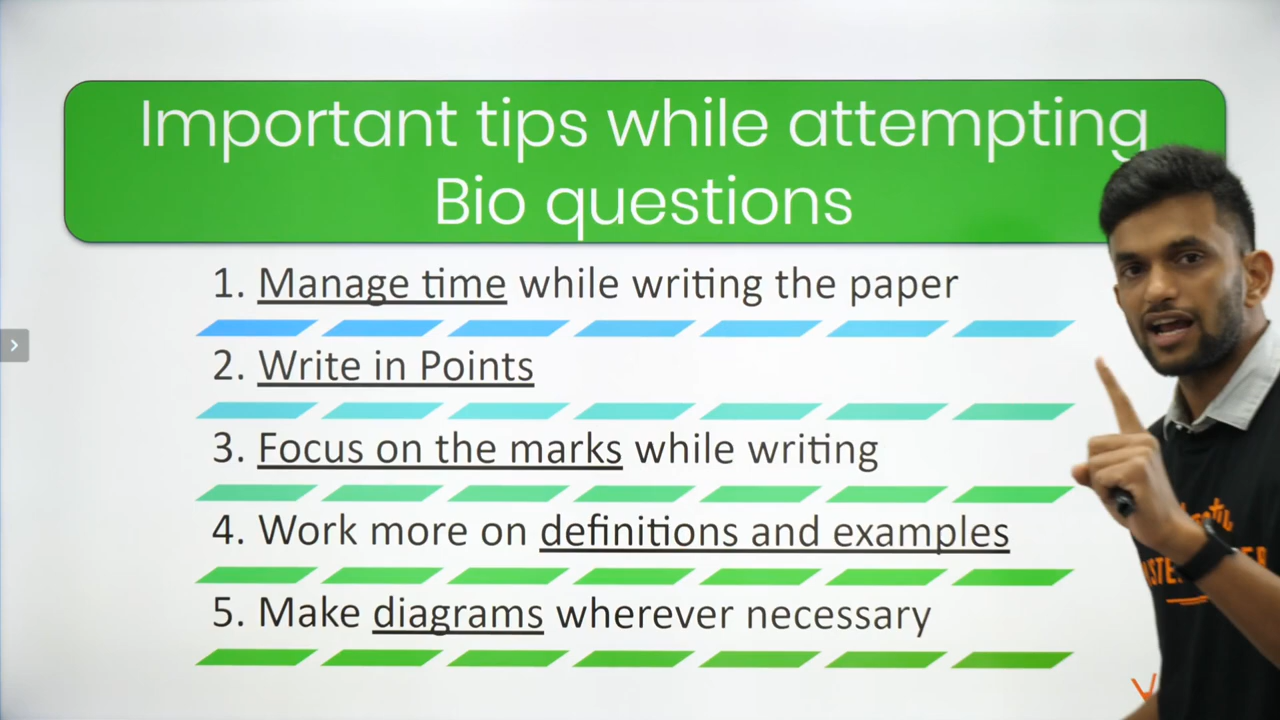 Important tips while attempting
Bio questions
1. Manage time while writing the paper
2. Write in Points
3. Focus on the marks while writing
4. Work more on definitions and examples
5. Make diagrams wherever necessary